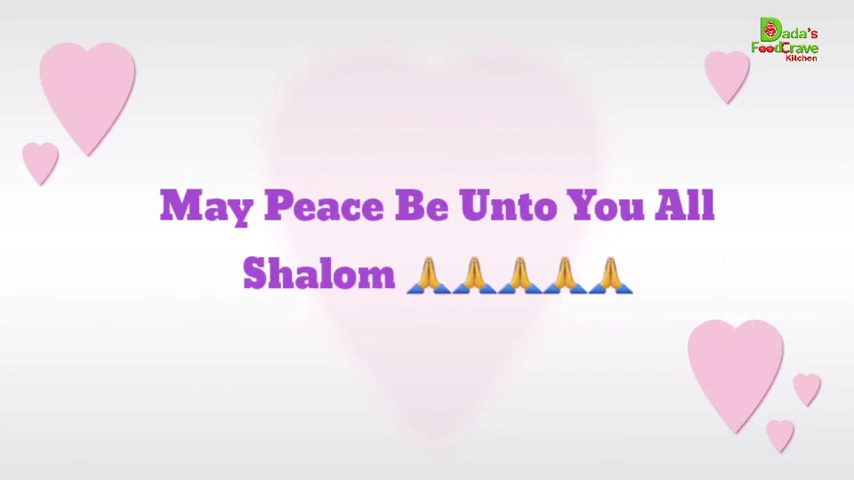 Dada's
FoodCrave
Kitchen
May Peace Be Unto You All
Shalom 🙏🙏🙏🙏🙏